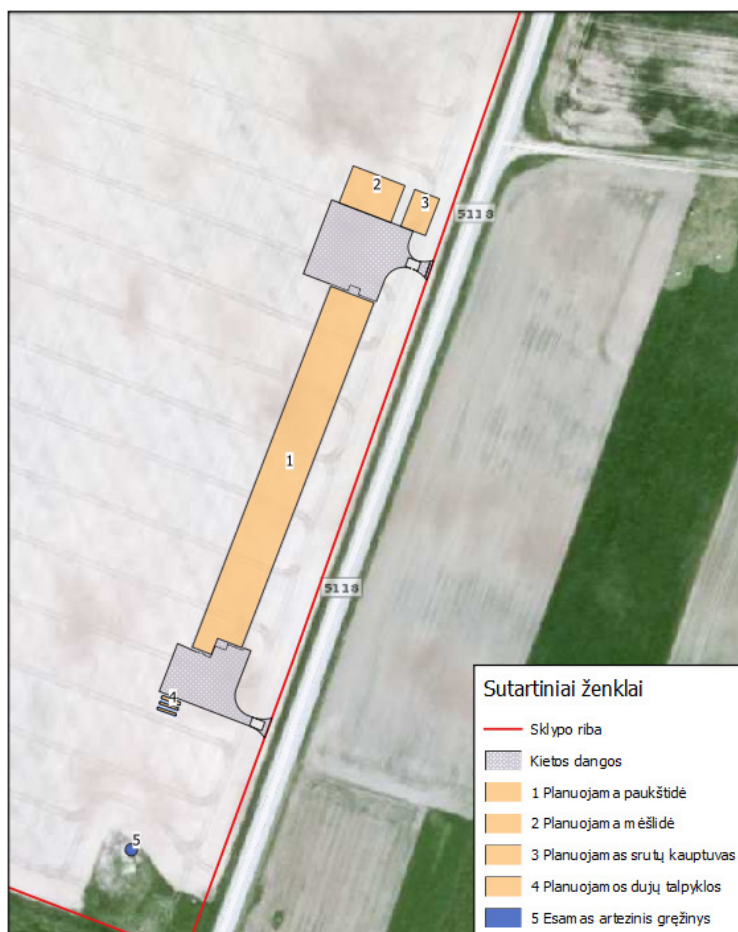 2
3
5118
1
5118
4
5
Sutartiniai ženklai
Sklypo riba
Kietos dangos
1 Planuojama paukštidė
2 Planuojama mėšlidė
3 Planuojamas srutų kauptuvas
4 Planuojamos dujų talpyklos
5 Esamas artezinis gręžinys